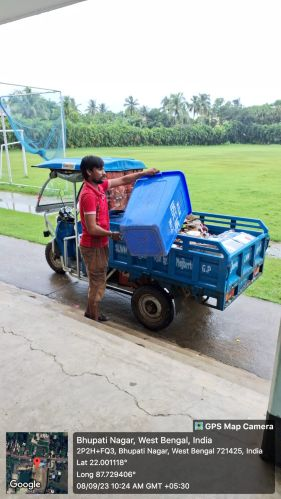 G.P
GPS Map Camera
Bhupati Nagar, West Bengal, India
2P2H+FQ3, Bhupati Nagar, West Bengal 721425, India
Lat 22.001118°
Long 87.729406°
08/09/23 10:24 AM GMT +05:30
Google